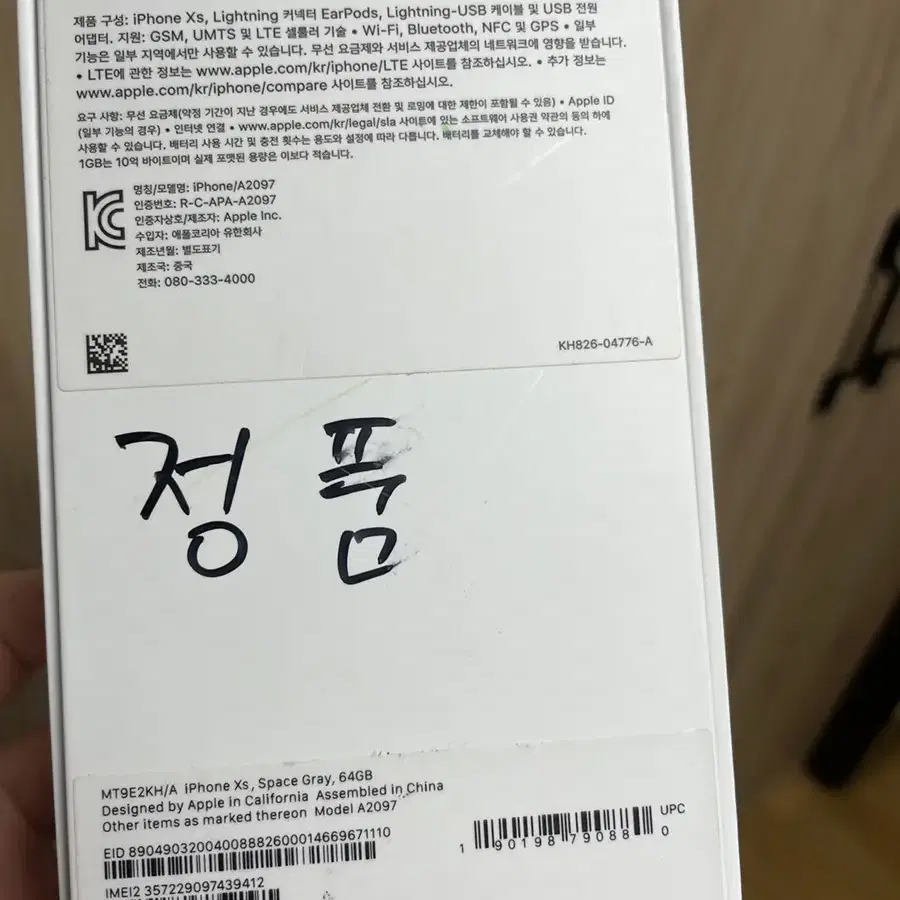 제품 구성: iPhone Xs, Lightning 커넥터 EarPods, Lightning-USB 케이블 및 USB 전원
어댑터. 지원: GSM, UMTS 및 LTE 셀룰러 기술 • Wi-Fi, Bluetooth, NFC 및 GPS • 일부
기능은 일부 지역에서만 사용할 수 있습니다. 무선 요금제와 서비스 제공업체의 네트워크에 영향을 받습니다.
• LTE에 관한 정보는 www.apple.com/kr/iphone/LTE 사이트를 참조하십시오. • 추가 정보는
www.apple.com/kr/iphone/compare 사이트를 참조하십시오.
요구 사항: 무선 요금제(약정 기간이 지난 경우에도 서비스 제공업체 전환 및 로밍에 대한 제한이 포함될 수 있음) • Apple ID
(일부 기능의 경우) • 인터넷 연결 • www.apple.com/kr/legal/sla 사이트에 있는 소프트웨어 사용권 약관의 동의 하에
사용할 수 있습니다. 배터리 사용 시간 및 충전 횟수는 용도와 설정에 따라 다릅니다. 배터리를 교체해야 할 수 있습니다.
1GB는 10억 바이트이며 실제 포맷된 용량은 이보다 적습니다.
명칭/모델명: iPhone/A2097
인증번호: R-C-APA-A2097
인증자상호/제조자: Apple Inc.
수입자: 애플코리아 유한회사
제조년월: 별도표기
제조국: 중국
전화: 080-333-4000
KH826-04776-A
정품
MT9E2KH/A iPhone Xs, Space Gray, 64GB
Designed by Apple in California Assembled in China
Other items as marked thereon Model A2097
EID 89049032004008882600014669671110
UPC
1 90198 79088 0
IMEI2 357229097439412